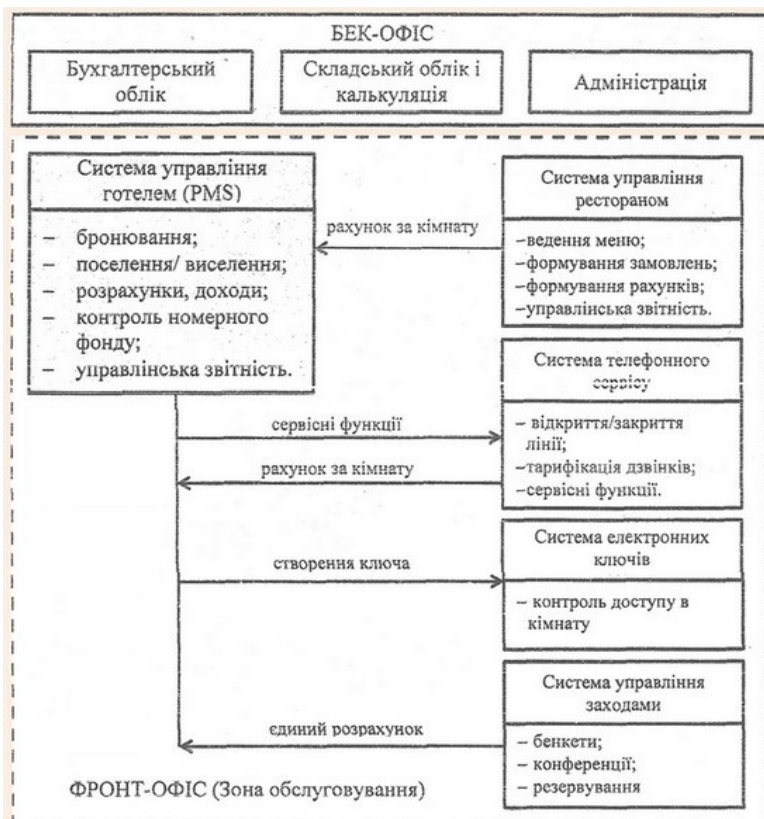 БЕК-ОФІС
Бухгалтерський
облік
Складський облік і
калькуляція
Адміністрація
Система управління
готелем (PMS)
– бронювання;
– поселення/ виселення;
– розрахунки, доходи;
– контроль номерного
фонду;
– управлінська звітність.
рахунок за кімнату
Система управління
рестораном
–ведення меню;
–формування замовлень;
–формування рахунків;
–управлінська звітність.
Система телефонного
сервісу
– відкриття/закриття
лінії;
–тарифікація дзвінків;
–сервісні функції.
сервісні функції
рахунок за кімнату
Система електронних
ключів
– контроль доступу в
кімнату
створення ключа
Система управління
заходами
– бенкети;
– конференції;
– резервування
єдиний розрахунок
ФРОНТ-ОФІС (Зона обслуговування)